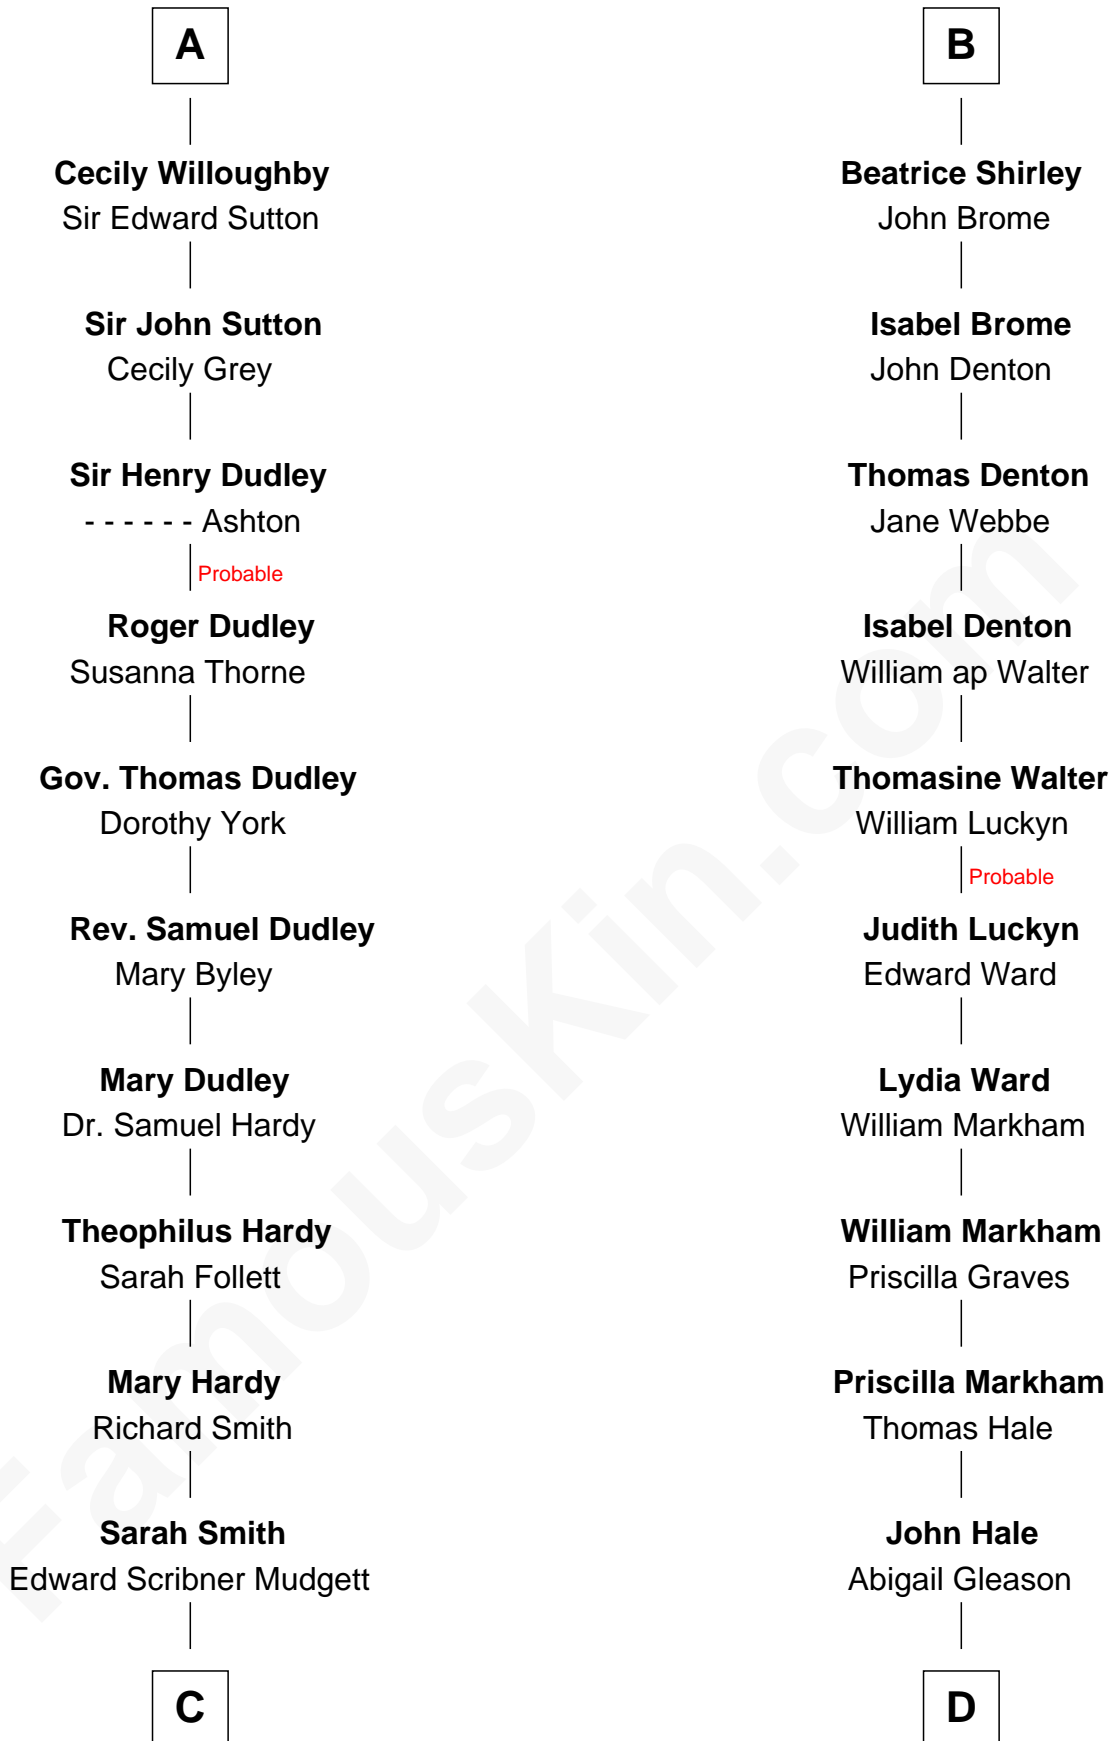 A
Cecily Willoughby
Sir Edward Sutton
Sir John Sutton
Cecily Grey
Sir Henry Dudley
- - - - - - Ashton
Probable
Roger Dudley
Susanna Thorne
Gov. Thomas Dudley
Dorothy York
Rev. Samuel Dudley
Mary Byley
Mary Dudley
Dr. Samuel Hardy
Theophilus Hardy
Sarah Follett
Mary Hardy
Richard Smith
Sarah Smith
Edward Scribner Mudgett
C
B
Beatrice Shirley
John Brome
Isabel Brome
John Denton
Thomas Denton
Jane Webbe
Isabel Denton
William ap Walter
Thomasine Walter
William Luckyn
Probable
Judith Luckyn
Edward Ward
Lydia Ward
William Markham
William Markham
Priscilla Graves
Priscilla Markham
Thomas Hale
John Hale
Abigail Gleason
D
FamousKin.com